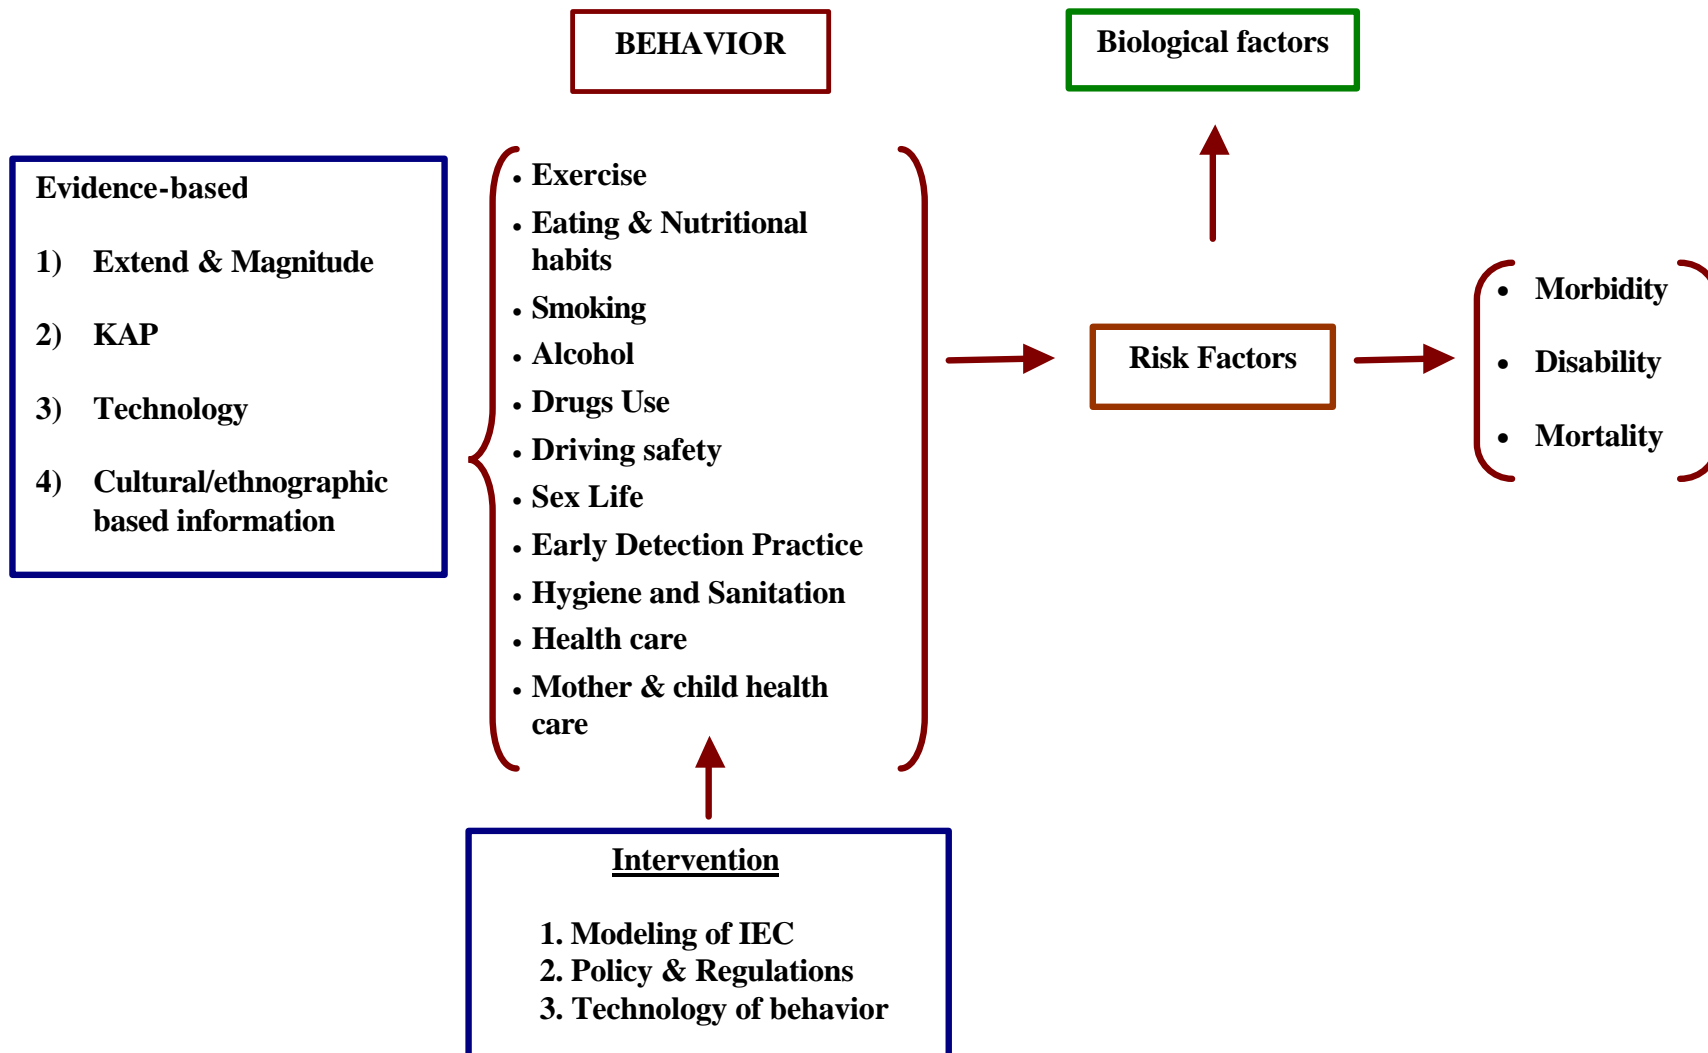 BEHAVIOR
Biological factors
Evidence-based
1) Extend & Magnitude
2) KAP
3) Technology
4) Cultural/ethnographic
based information
• Exercise
• Eating & Nutritional
habits
• Smoking
• Alcohol
• Drugs Use
• Driving safety
• Sex Life
• Early Detection Practice
• Hygiene and Sanitation
• Health care
• Mother & child health
care
Risk Factors
• Morbidity
• Disability
• Mortality
Intervention
1. Modeling of IEC
2. Policy & Regulations
3. Technology of behavior